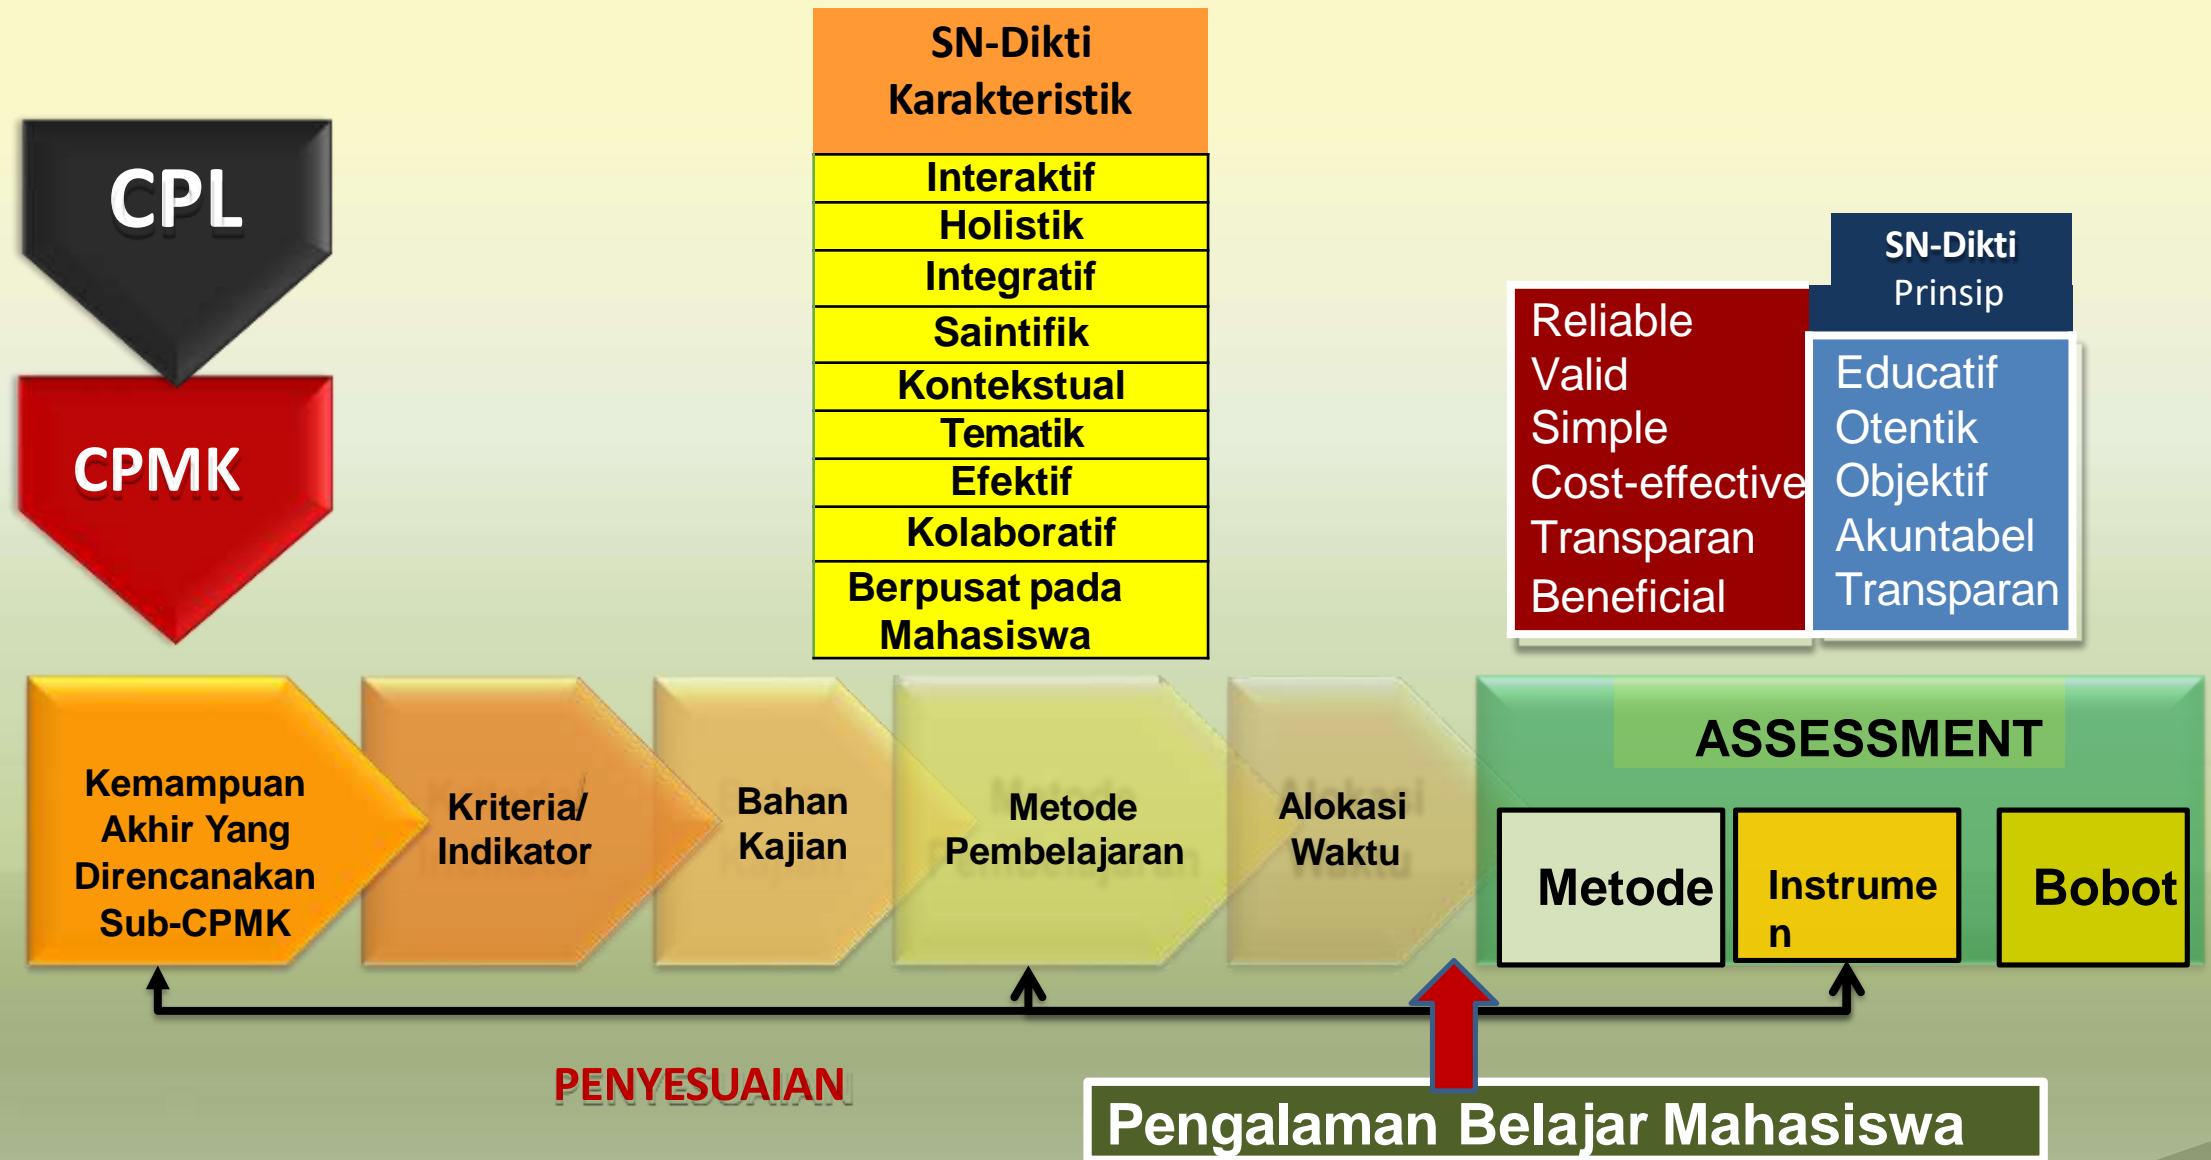 SN-Dikti
Karakteristik
Interaktif
Holistik
Integratif
Saintifik
Kontekstual
Tematik
Efektif
Kolaboratif
Berpusat pada
Mahasiswa
CPL
CPMK
SN-Dikti
Prinsip
Reliable
Valid
Simple
Cost-effective
Transparan
Beneficial
Educatif
Otentik
Objektif
Akuntabel
Transparan
Kemampuan
Akhir Yang
Direncanakan
Sub-CPMK
Kriteria/
Indikator
Bahan
Kajian
Metode
Pembelajaran
Alokasi
Waktu
ASSESSMENT
Metode
Instrume
n
Bobot
PENYESUAIAN
Pengalaman Belajar Mahasiswa